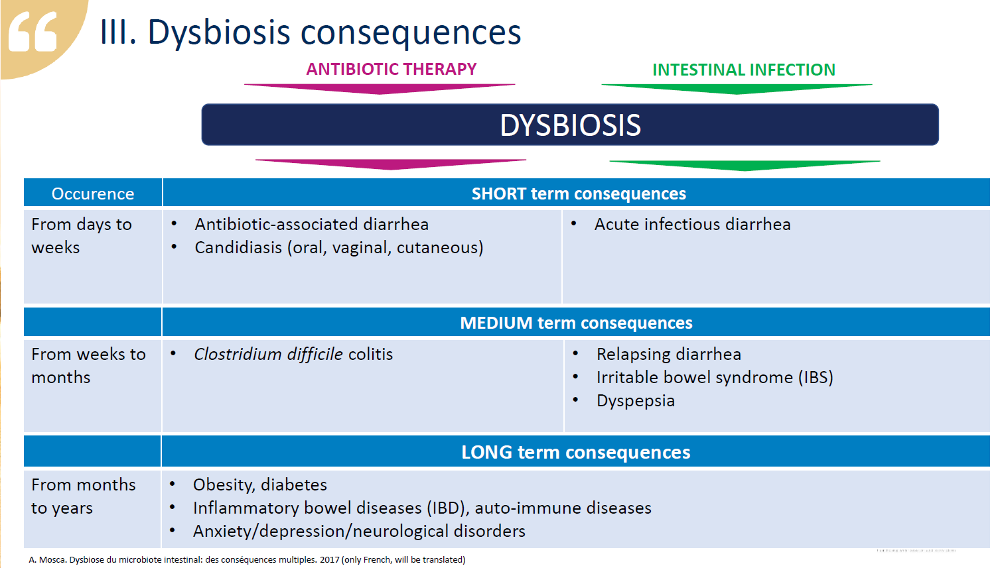 III. Dysbiosis consequences
ANTIBIOTIC THERAPY
INTESTINAL INFECTION
DYSBIOSIS
Occurence
SHORT term consequences
From days to
weeks
• Antibiotic-associated diarrhea
• Candidiasis (oral, vaginal, cutaneous)
• Acute infectious diarrhea
MEDIUM term consequences
From weeks to
months
• Clostridium difficile colitis
• Relapsing diarrhea
• Irritable bowel syndrome (IBS)
• Dyspepsia
LONG term consequences
From months
to years
• Obesity, diabetes
• Inflammatory bowel diseases (IBD), auto-immune diseases
• Anxiety/depression/neurological disorders
A. Mosca. Dysbiose du microbiote intestinal: des conséquences multiples. 2017 (only French, will be translated)